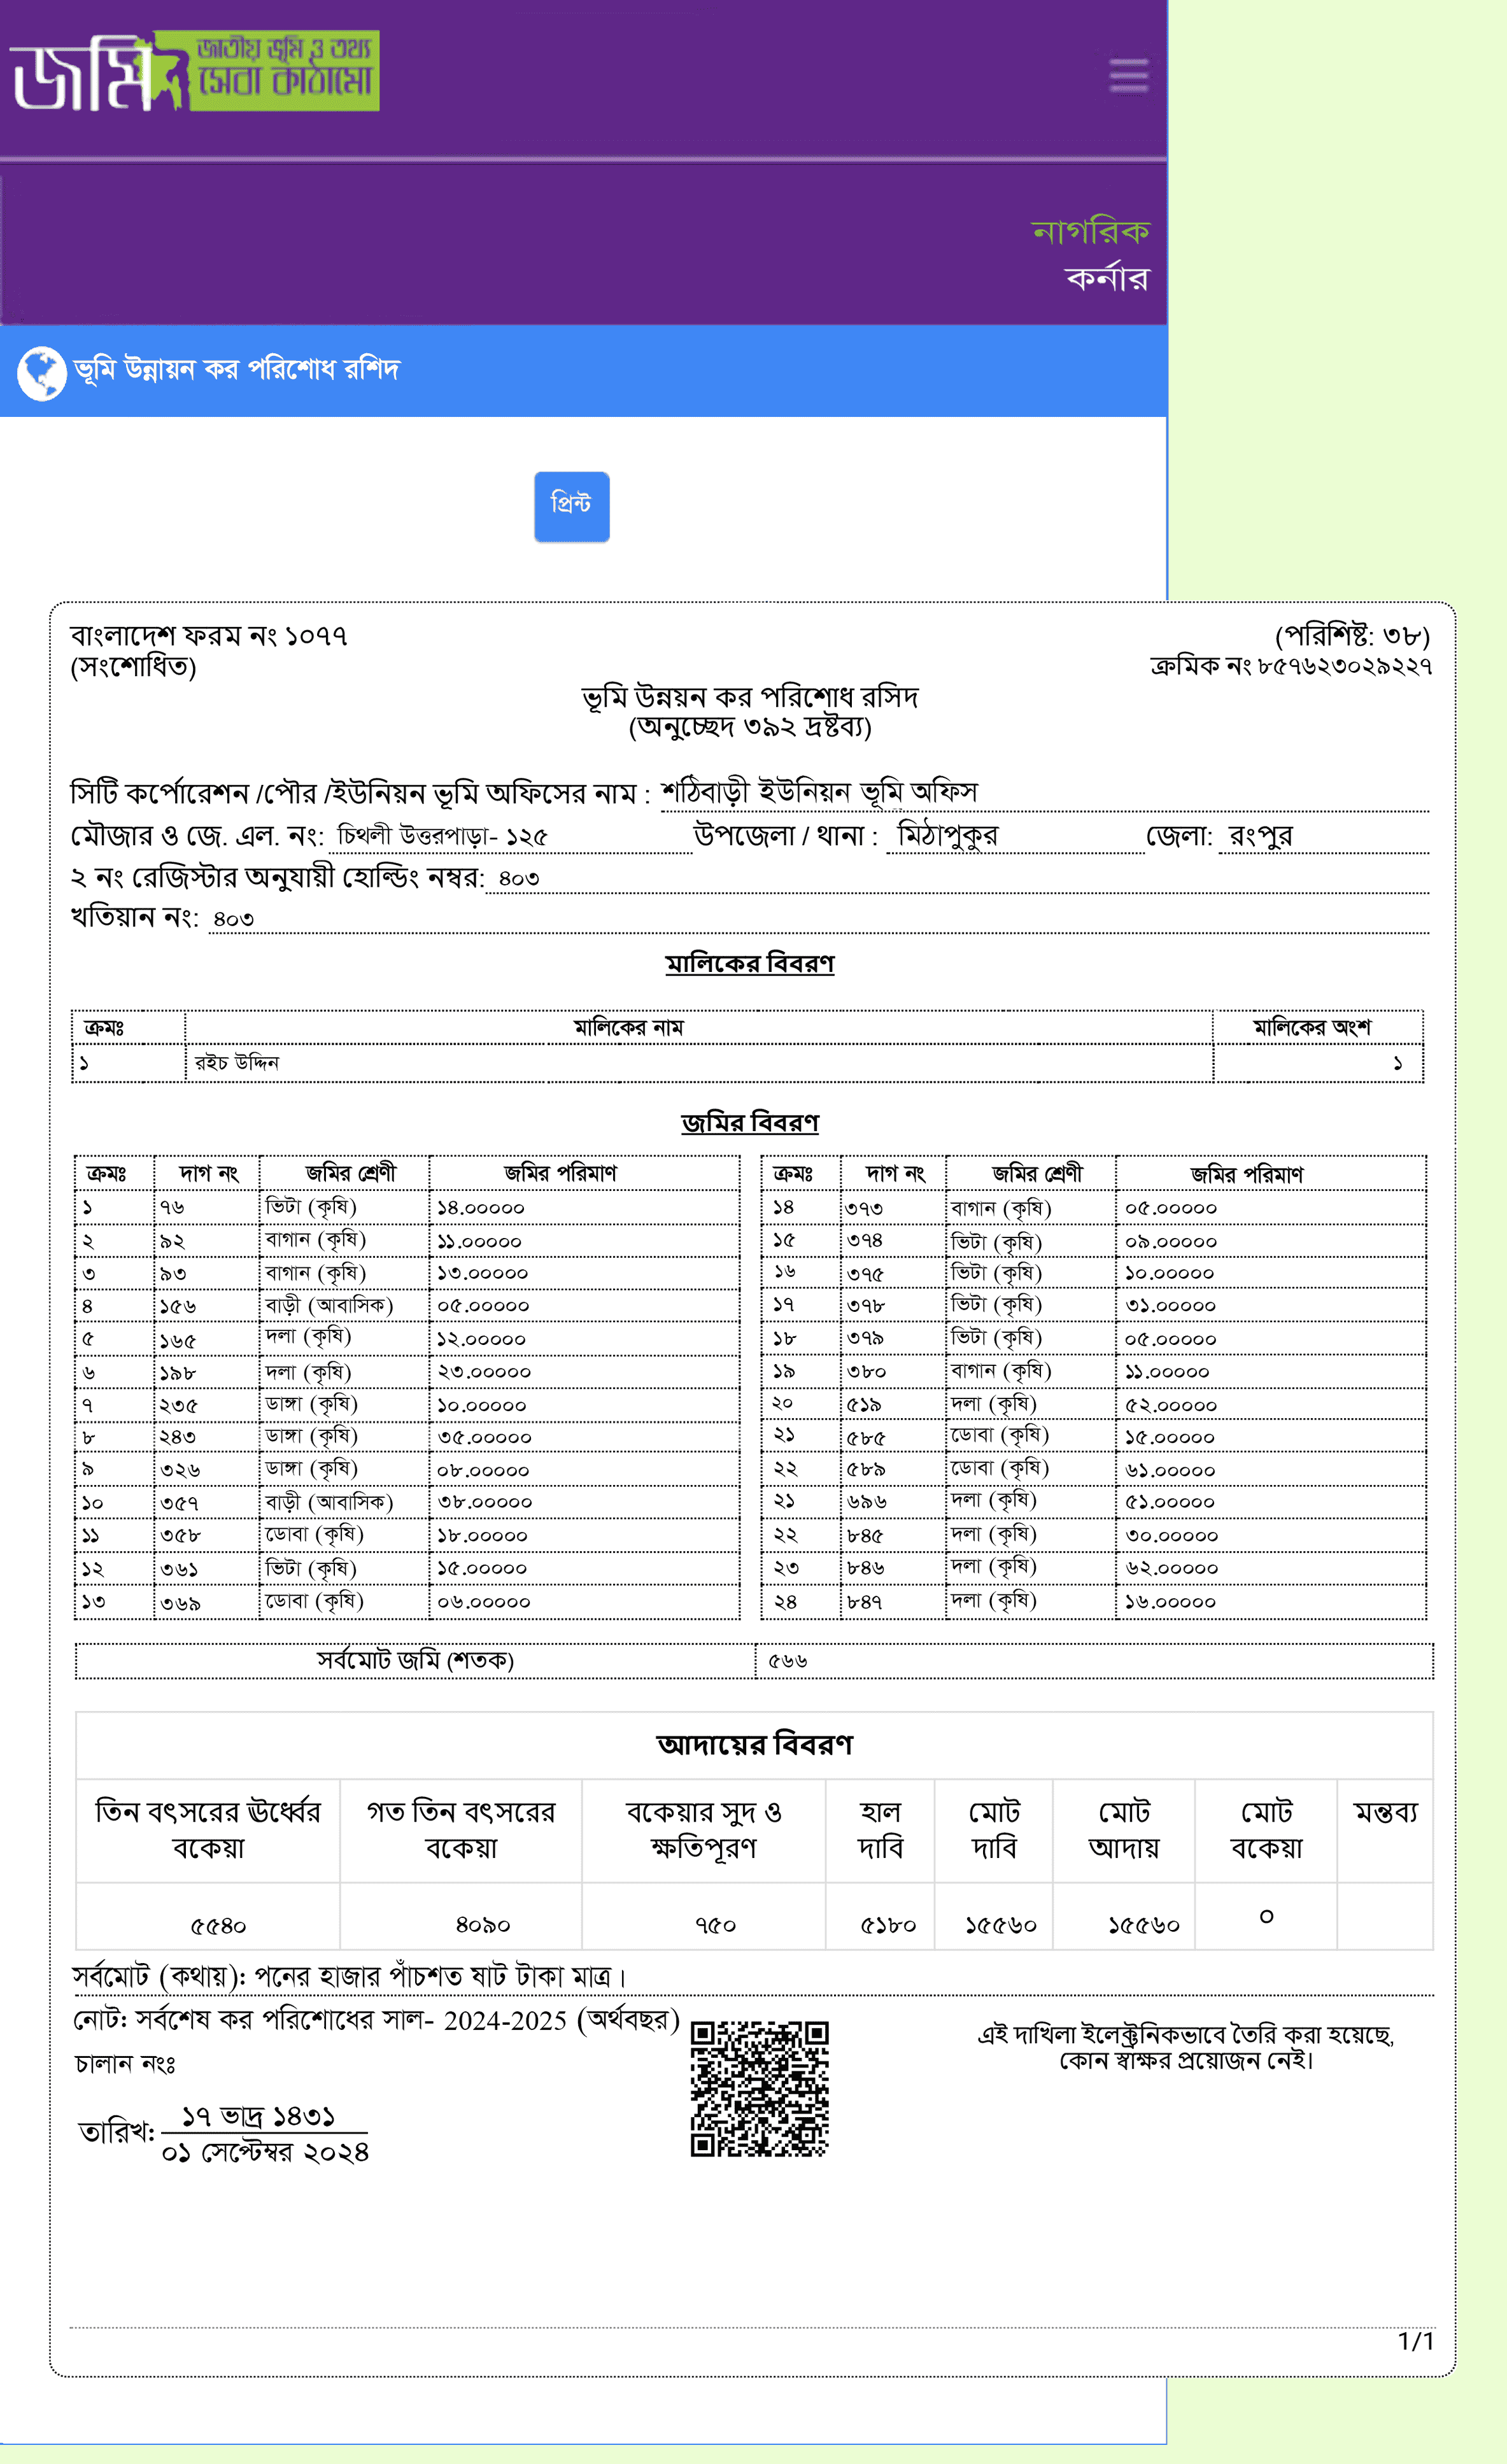 জমিন জাতীয় ভূমি ও তথ্য
সেবা কাঠামো
নাগরিক
কর্নার
ভূমি উন্নায়ন কর পরিশোধ রশিদ
প্রিন্ট
বাংলাদেশ ফরম নং ১০৭৭ (পরিশিষ্ট: ৩৮)
(সংশোধিত) ক্রমিক নং ৮৫৭৬২৩০২৯২২৭
ভূমি উন্নয়ন কর পরিশোধ রসিদ
(অনুচ্ছেদ ৩৯২ দ্রষ্টব্য)
সিটি কর্পোরেশন /পৌর /ইউনিয়ন ভূমি অফিসের নাম : শঠিবাড়ী ইউনিয়ন ভূমি অফিস
মৌজার ও জে. এল. নং: চিথলী উত্তরপাড়া- ১২৫ উপজেলা / থানা : মিঠাপুকুর জেলা: রংপুর
২ নং রেজিস্টার অনুযায়ী হোল্ডিং নম্বর: ৪০৩
খতিয়ান নং: ৪০৩
মালিকের বিবরণ
ক্রমঃ মালিকের নাম মালিকের অংশ
১ রইচ উদ্দিন ১
জমির বিবরণ
ক্রমঃ দাগ নং জমির শ্রেণী জমির পরিমাণ ক্রমঃ দাগ নং জমির শ্রেণী জমির পরিমাণ
১ ৭৬ ভিটা (কৃষি) ১৪.০০০০০ ১৪ ৩৭৩ বাগান (কৃষি) ০৫.০০০০০
২ ৯২ বাগান (কৃষি) ১১.০০০০০ ১৫ ৩৭৪ ভিটা (কৃষি) ০৯.০০০০০
৩ ৯৩ বাগান (কৃষি) ১৩.০০০০০ ১৬ ৩৭৫ ভিটা (কৃষি) ১০.০০০০০
৪ ১৫৬ বাড়ী (আবাসিক) ০৫.০০০০০ ১৭ ৩৭৮ ভিটা (কৃষি) ৩১.০০০০০
৫ ১৬৫ দলা (কৃষি) ১২.০০০০০ ১৮ ৩৭৯ ভিটা (কৃষি) ০৫.০০০০০
৬ ১৯৮ দলা (কৃষি) ২৩.০০০০০ ১৯ ৩৮০ বাগান (কৃষি) ১১.০০০০০
৭ ২৩৫ ডাঙ্গা (কৃষি) ১০.০০০০০ ২০ ৫১৯ দলা (কৃষি) ৫২.০০০০০
৮ ২৪৩ ডাঙ্গা (কৃষি) ৩৫.০০০০০ ২১ ৫৮৫ ডোবা (কৃষি) ১৫.০০০০০
৯ ৩২৬ ডাঙ্গা (কৃষি) ০৮.০০০০০ ২২ ৫৮৯ ডোবা (কৃষি) ৬১.০০০০০
১০ ৩৫৭ বাড়ী (আবাসিক) ৩৮.০০০০০ ২১ ৬৯৬ দলা (কৃষি) ৫১.০০০০০
১১ ৩৫৮ ডোবা (কৃষি) ১৮.০০০০০ ২২ ৮৪৫ দলা (কৃষি) ৩০.০০০০০
১২ ৩৬১ ভিটা (কৃষি) ১৫.০০০০০ ২৩ ৮৪৬ দলা (কৃষি) ৬২.০০০০০
১৩ ৩৬৯ ডোবা (কৃষি) ০৬.০০০০০ ২৪ ৮৪৭ দলা (কৃষি) ১৬.০০০০০
সর্বমোট জমি (শতক) ৫৬৬
আদায়ের বিবরণ
তিন বৎসরের ঊর্ধ্বের গত তিন বৎসরের বকেয়ার সুদ ও হাল মোট মোট মোট মন্তব্য
বকেয়া বকেয়া ক্ষতিপূরণ দাবি দাবি আদায় বকেয়া
৫৫৪০ ৪০৯০ ৭৫০ ৫১৮০ ১৫৫৬০ ১৫৫৬০ ০
সর্বমোট (কথায়): পনের হাজার পাঁচশত ষাট টাকা মাত্র।
নোট: সর্বশেষ কর পরিশোধের সাল- 2024-2025 (অর্থবছর)
এই দাখিলা ইলেক্ট্রনিকভাবে তৈরি করা হয়েছে,
কোন স্বাক্ষর প্রয়োজন নেই।
চালান নংঃ
তারিখ: ১৭ ভাদ্র ১৪৩১
০১ সেপ্টেম্বর ২০২৪
1/1